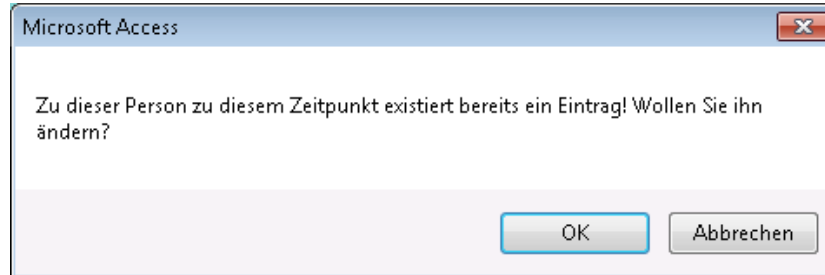 Microsoft Access
Zu dieser Person zu diesem Zeitpunkt existiert bereits ein Eintrag! Wollen Sie ihn
ändern?
OK
Abbrechen